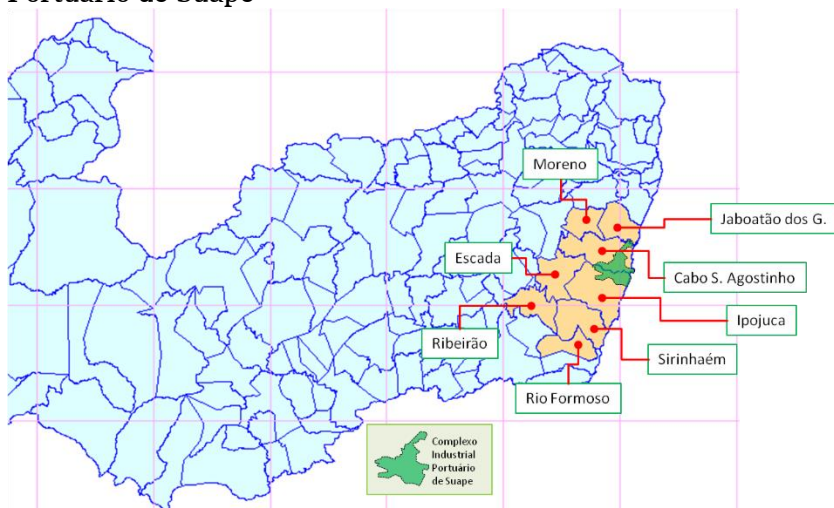 Portuário de Suape
Moreno
Jaboatão dos G.
Escada
Cabo S. Agostinho
Ipojuca
Ribeirão
Sirinhaém
Rio Formoso
Complexo
Industrial
Portuário
de Suape